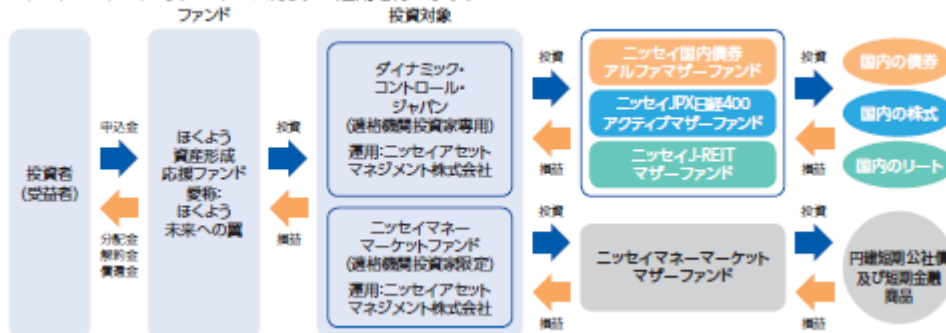 ファンド
投資対象
投資者
(受益者)
申込金
分配金
解約金
償還金
ほくよう
資産形成
応援ファンド
愛称:
ほくよう
未来への翼
投資
損益
ダイナミック・
コントロール・
ジャパン
(適格機関投資家専用)
運用:ニッセイアセット
マネジメント株式会社
ニッセイマネー
マーケットファンド
(適格機関投資家限定)
運用:ニッセイアセット
マネジメント株式会社
投資
損益
投資
損益
ニッセイ国内債券
アルファマザーファンド
ニッセイJPX日経400
アクティブマザーファンド
ニッセイJ-REIT
マザーファンド
ニッセイマネーマーケット
マザーファンド
投資
損益
投資
損益
国内の債券
国内の株式
国内のリート
円建短期公社債
及び短期金融
商品